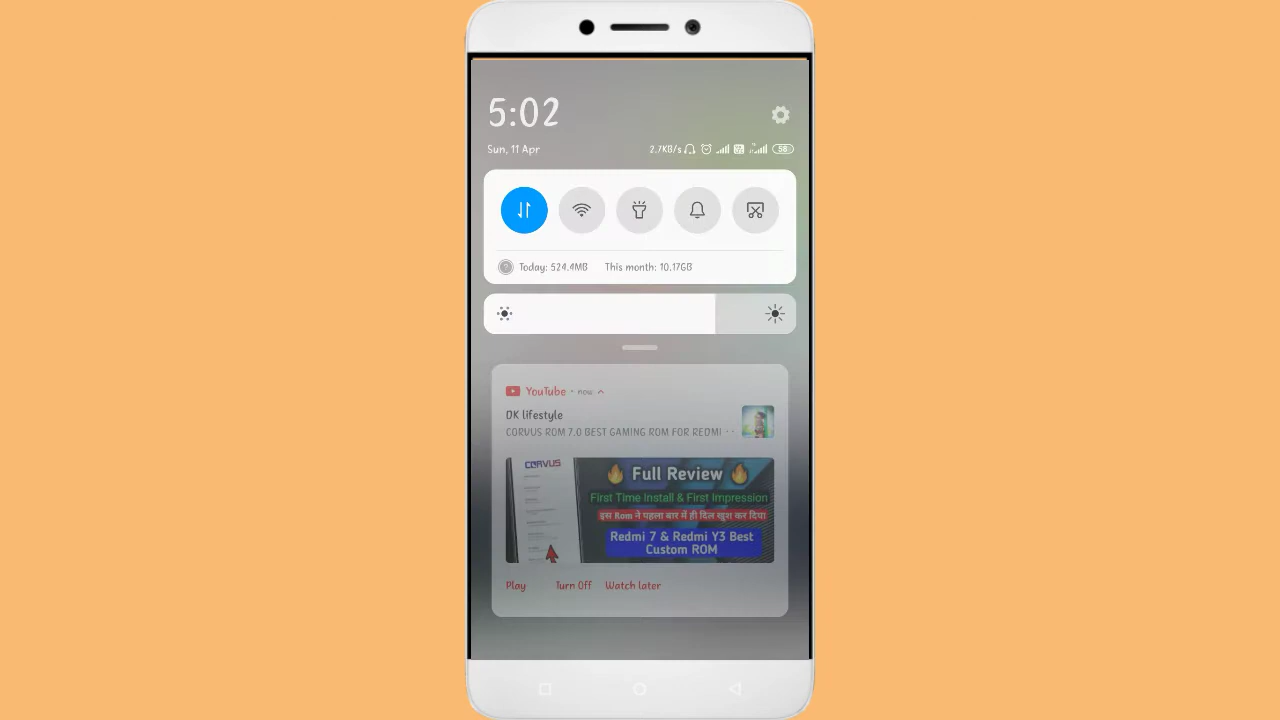 5:02
Sun, 11 Apr
2.7KB/s
58
Today: 524.4MB This month: 10.17GB
YouTube · now
DK lifestyle
CORVUS ROM 7.0 BEST GAMING ROM FOR REDMI ··
CORVUS
Full Review
First Time Install & First Impression
इस Rom ने पहला बार में ही दिल खुश कर दिया
Redmi 7 & Redmi Y3 Best
Custom ROM
Play Turn Off Watch later